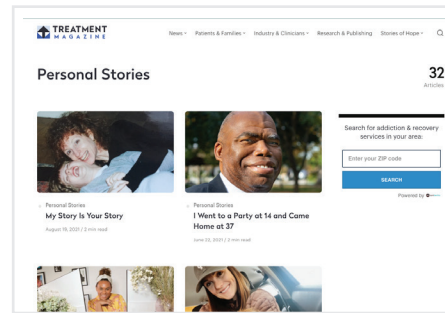 TREATMENT
MAGAZINE
News
Patients & Families
Industry & Clinicians
Research & Publishing
Stories of Hope
Personal Stories
32
Articles
Personal Stories
My Story Is Your Story
August 19, 2021 / 2 min read
Personal Stories
I Went to a Party at 14 and Came
Home at 37
June 22, 2021 / 2 min read
Search for addiction & recovery
services in your area:
Enter your ZIP code
SEARCH
Powered by